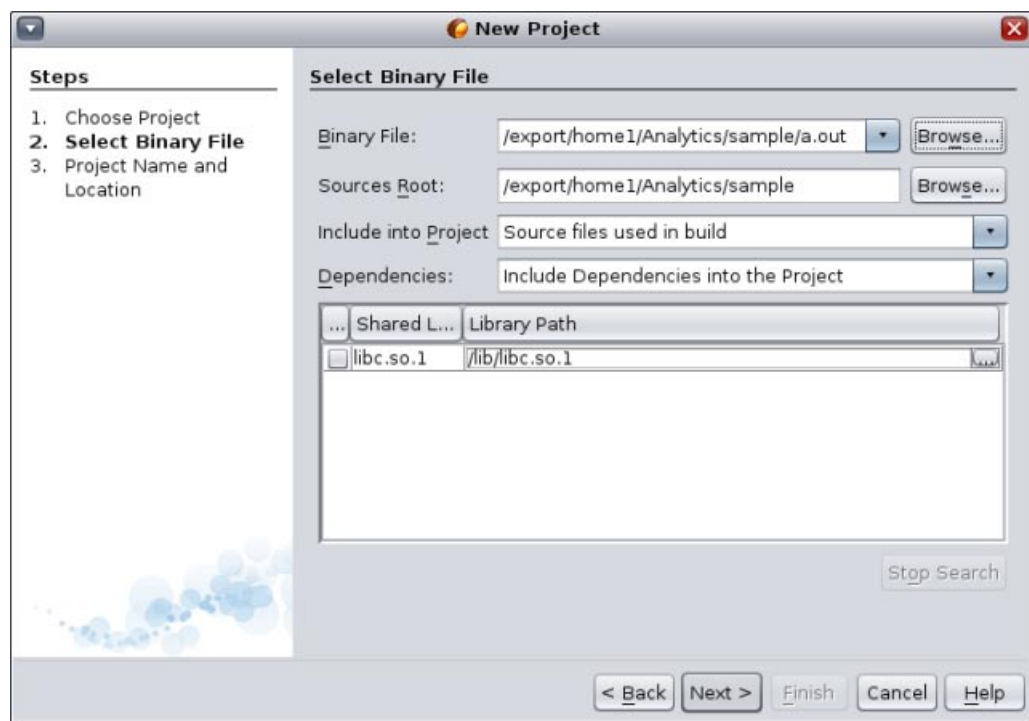 New Project
Steps
1. Choose Project
2. Select Binary File
3. Project Name and
Location
Select Binary File
Binary File: /export/home1/Analytics/sample/a.out Browse...
Sources Root: /export/home1/Analytics/sample Browse...
Include into Project Source files used in build
Dependencies: Include Dependencies into the Project
... Shared L... Library Path
libc.so.1 /lib/libc.so.1 ...
Stop Search
< Back Next > Finish Cancel Help